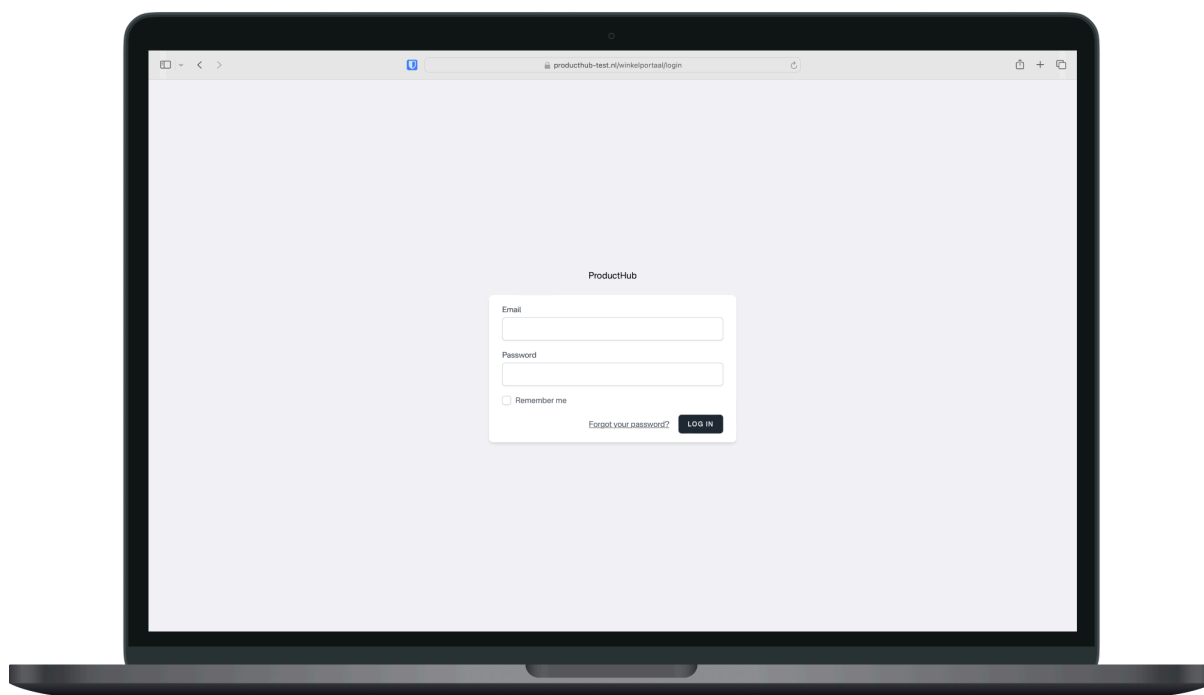 producthub-test.nl/winkelportaal/login
ProductHub
Email
Password
Remember me
Forgot your password? LOG IN